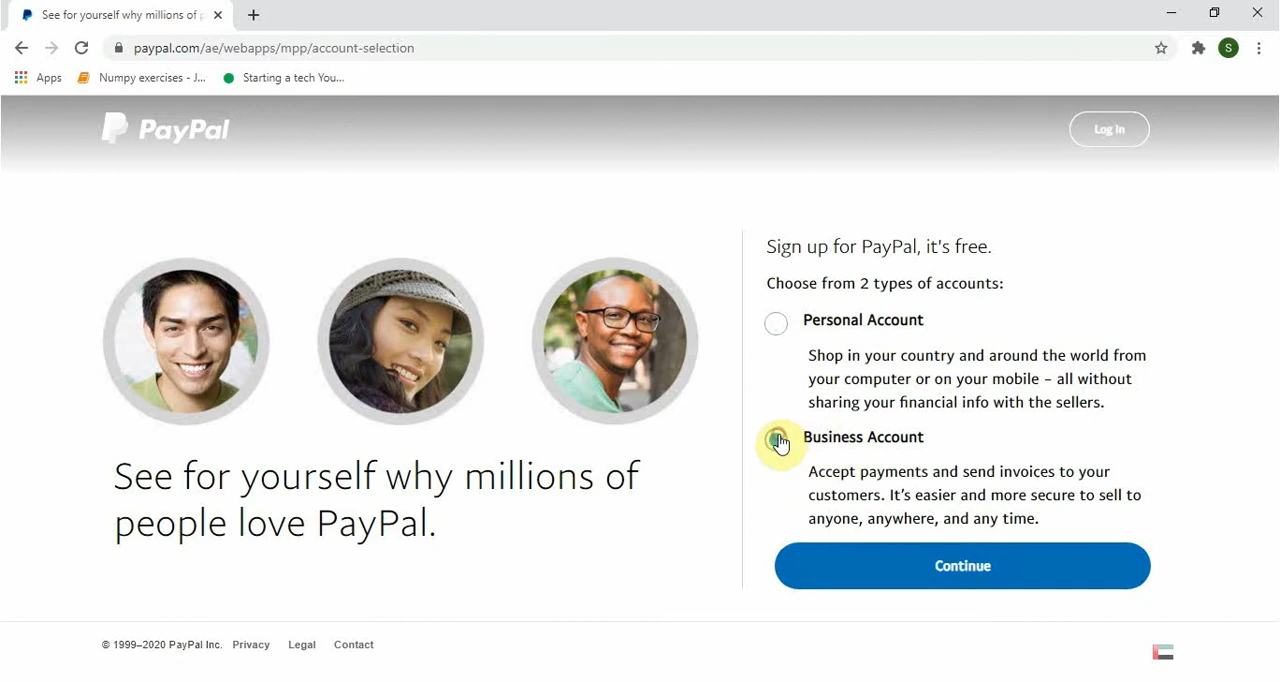 See for yourself why millions of p
paypal.com/ae/webapps/mpp/account-selection
S
Apps
Numpy exercises - J...
Starting a tech You...
PayPal
Log In
See for yourself why millions of
people love PayPal.
Sign up for PayPal, it's free.
Choose from 2 types of accounts:
Personal Account
Shop in your country and around the world from
your computer or on your mobile – all without
sharing your financial info with the sellers.
Business Account
Accept payments and send invoices to your
customers. It’s easier and more secure to sell to
anyone, anywhere, and any time.
Continue
© 1999–2020 PayPal Inc. Privacy Legal Contact